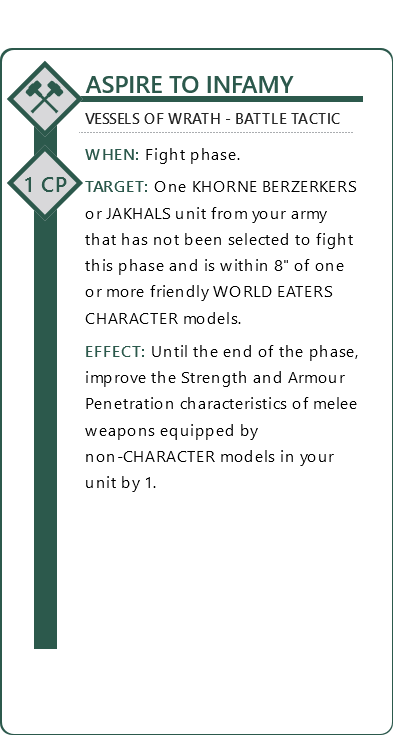 ASPIRE TO INFAMY
VESSELS OF WRATH - BATTLE TACTIC
WHEN: Fight phase.
1 CP
TARGET: One KHORNE BERZERKERS
or JAKHALS unit from your army
that has not been selected to fight
this phase and is within 8" of one
or more friendly WORLD EATERS
CHARACTER models.
EFFECT: Until the end of the phase,
improve the Strength and Armour
Penetration characteristics of melee
weapons equipped by
non-CHARACTER models in your
unit by 1.